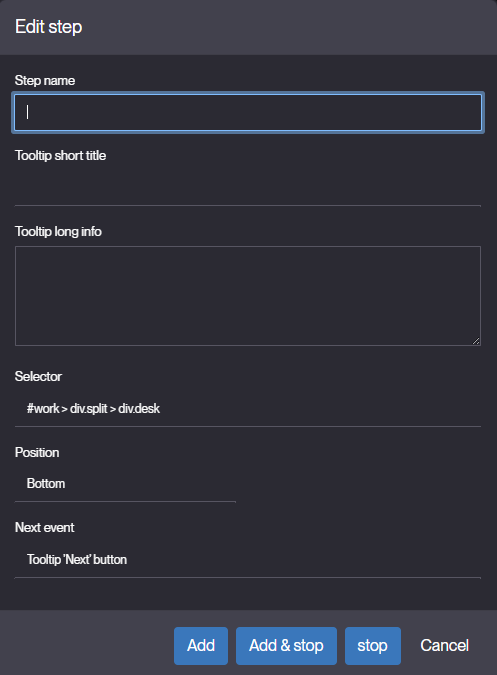 Edit step
Step name
Tooltip short title
Tooltip long info
Selector
#work > div.split > div.desk
Position
Bottom
Next event
Tooltip 'Next' button
Add Add & stop stop Cancel